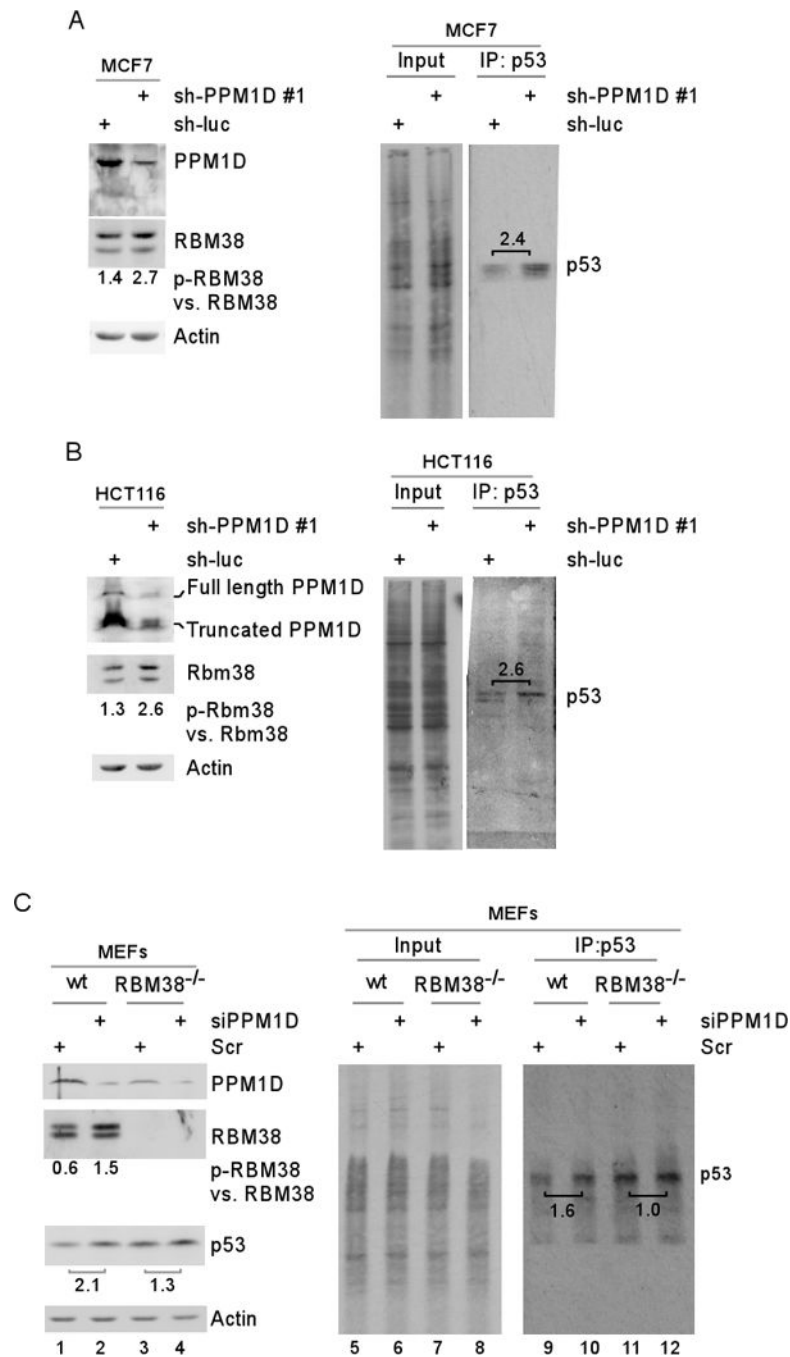 A
MCF7
+ sh-PPM1D #1
+ sh-luc
PPM1D
RBM38
1.4 2.7 p-RBM38
vs. RBM38
Actin
MCF7
Input IP: p53
+ + sh-PPM1D #1
+ + sh-luc
2.4
p53
B
HCT116
+ sh-PPM1D #1
+ sh-luc
Full length PPM1D
Truncated PPM1D
Rbm38
1.3 2.6 p-Rbm38
vs. Rbm38
Actin
HCT116
Input IP: p53
+ + sh-PPM1D #1
+ + sh-luc
2.6
p53
C
MEFs
wt RBM38-/-
+ + siPPM1D
+ + Scr
PPM1D
RBM38
0.6 1.5 p-RBM38
vs. RBM38
p53
2.1 1.3
Actin
1 2 3 4
MEFs
Input IP:p53
wt RBM38-/- wt RBM38-/-
+ + + + siPPM1D
+ + + + Scr
p53
1.6 1.0
5 6 7 8 9 10 11 12